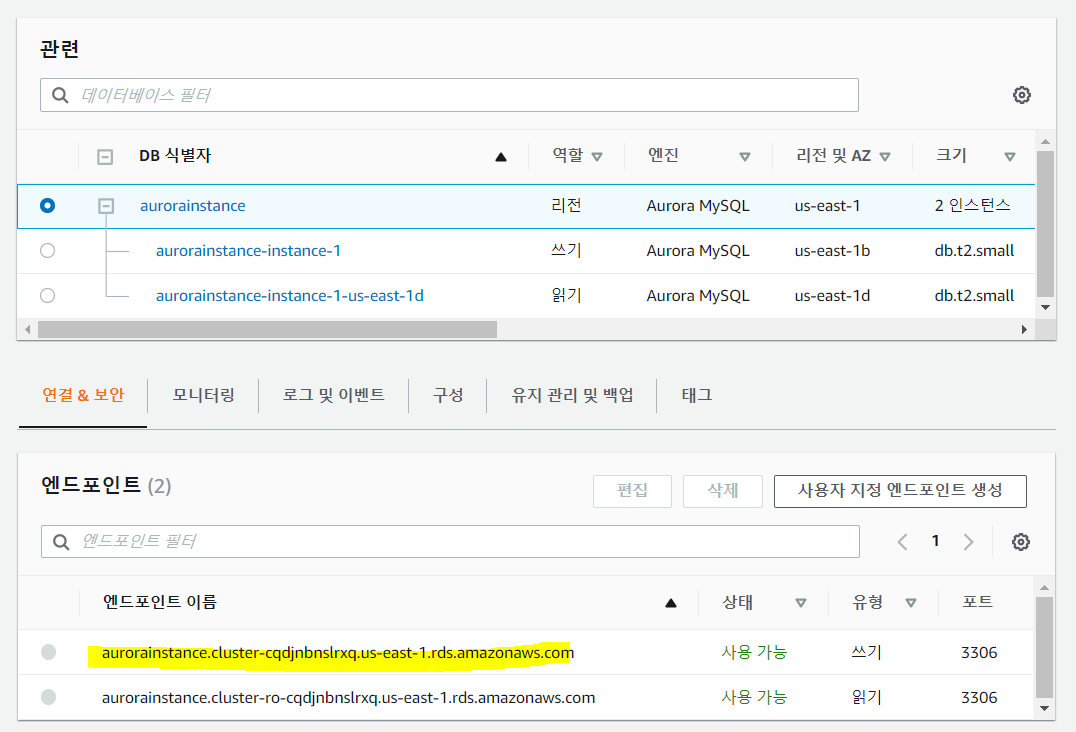 관련
데이터베이스 필터
DB 식별자 역할 엔진 리전 및 AZ 크기
aurorainstance 리전 Aurora MySQL us-east-1 2 인스턴스
aurorainstance-instance-1 쓰기 Aurora MySQL us-east-1b db.t2.small
aurorainstance-instance-1-us-east-1d 읽기 Aurora MySQL us-east-1d db.t2.small
연결 & 보안 모니터링 로그 및 이벤트 구성 유지 관리 및 백업 태그
엔드포인트 (2) 편집 삭제 사용자 지정 엔드포인트 생성
엔드포인트 필터 1
엔드포인트 이름 상태 유형 포트
aurorainstance.cluster-cqdjnbnslrxq.us-east-1.rds.amazonaws.com 사용 가능 쓰기 3306
aurorainstance.cluster-ro-cqdjnbnslrxq.us-east-1.rds.amazonaws.com 사용 가능 읽기 3306